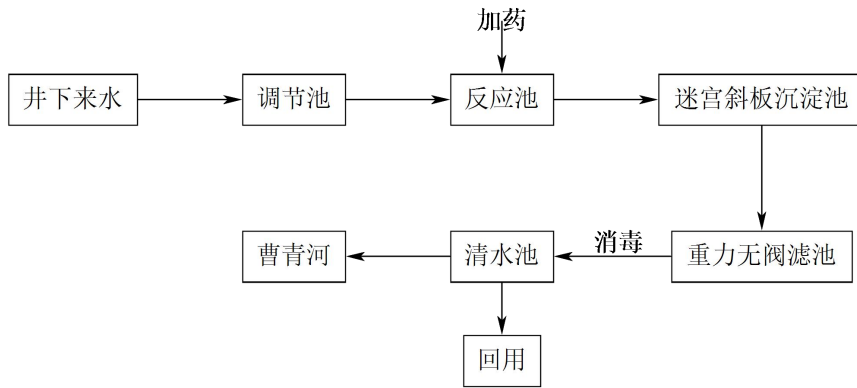 加药
井下来水
调节池
反应池
迷宫斜板沉淀池
曹青河
清水池
消毒
重力无阀滤池
回用